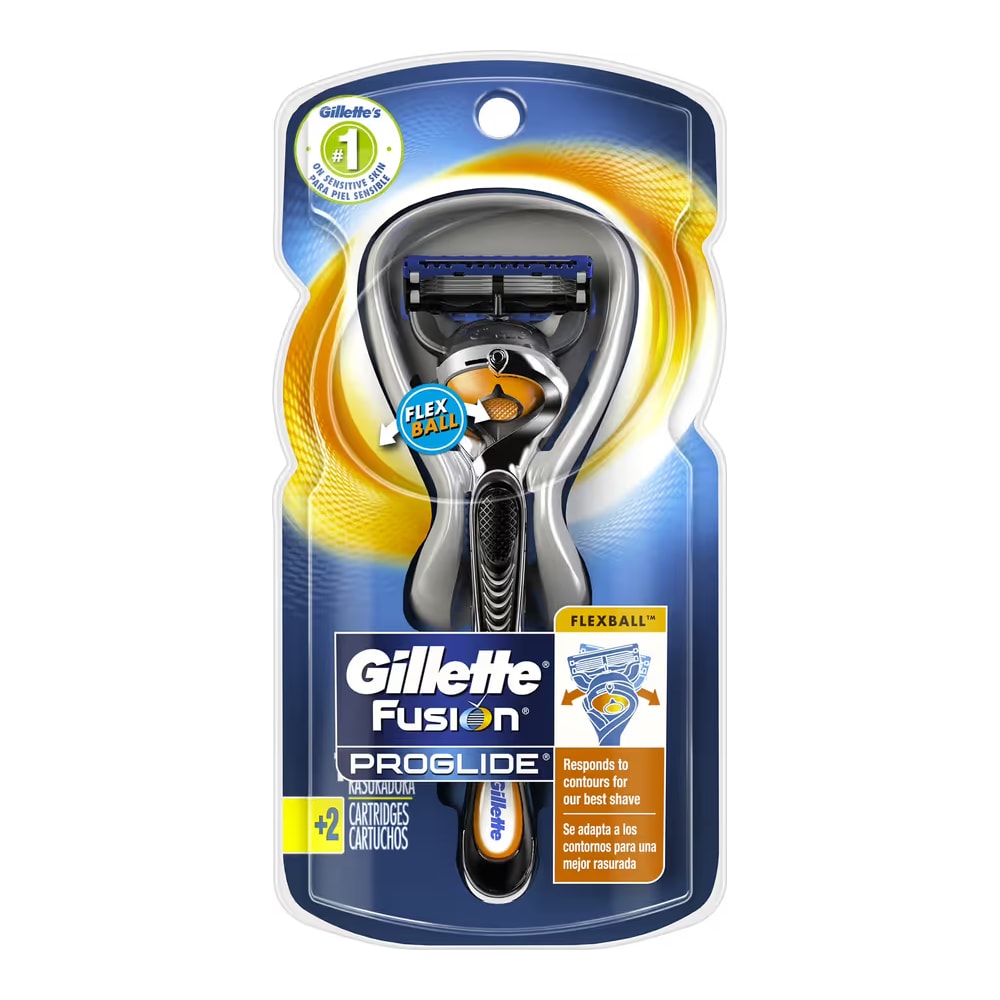 Gillette's
#1
ON SENSITIVE SKIN
PARA PIEL SENSIBLE
FLEX
BALL
FLEXBALL™
Gillette®
Fusion®
PROGLIDE®
Responds to
contours for
our best shave
Se adapta a los
contornos para una
mejor rasurada
RASURADORA
+2
CARTRIDGES
CARTUCHOS
Gillette